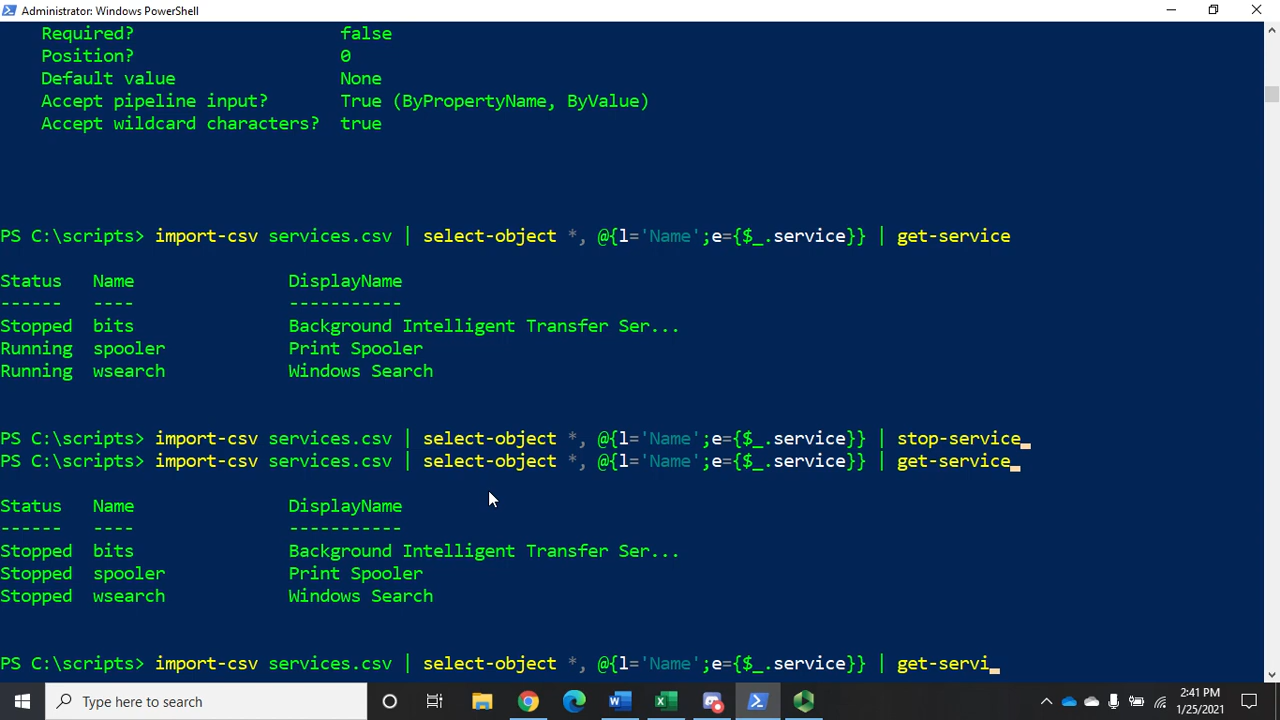 Administrator: Windows PowerShell
Required? false
Position? 0
Default value None
Accept pipeline input? True (ByPropertyName, ByValue)
Accept wildcard characters? true
PS C:\scripts> import-csv services.csv | select-object *, @{l='Name';e={$_.service}} | get-service
Status Name DisplayName
------ ---- -----------
Stopped bits Background Intelligent Transfer Ser...
Running spooler Print Spooler
Running wsearch Windows Search
PS C:\scripts> import-csv services.csv | select-object *, @{l='Name';e={$_.service}} | stop-service
PS C:\scripts> import-csv services.csv | select-object *, @{l='Name';e={$_.service}} | get-service
Status Name DisplayName
------ ---- -----------
Stopped bits Background Intelligent Transfer Ser...
Stopped spooler Print Spooler
Stopped wsearch Windows Search
PS C:\scripts> import-csv services.csv | select-object *, @{l='Name';e={$_.service}} | get-servi
Type here to search
2:41 PM
1/25/2021